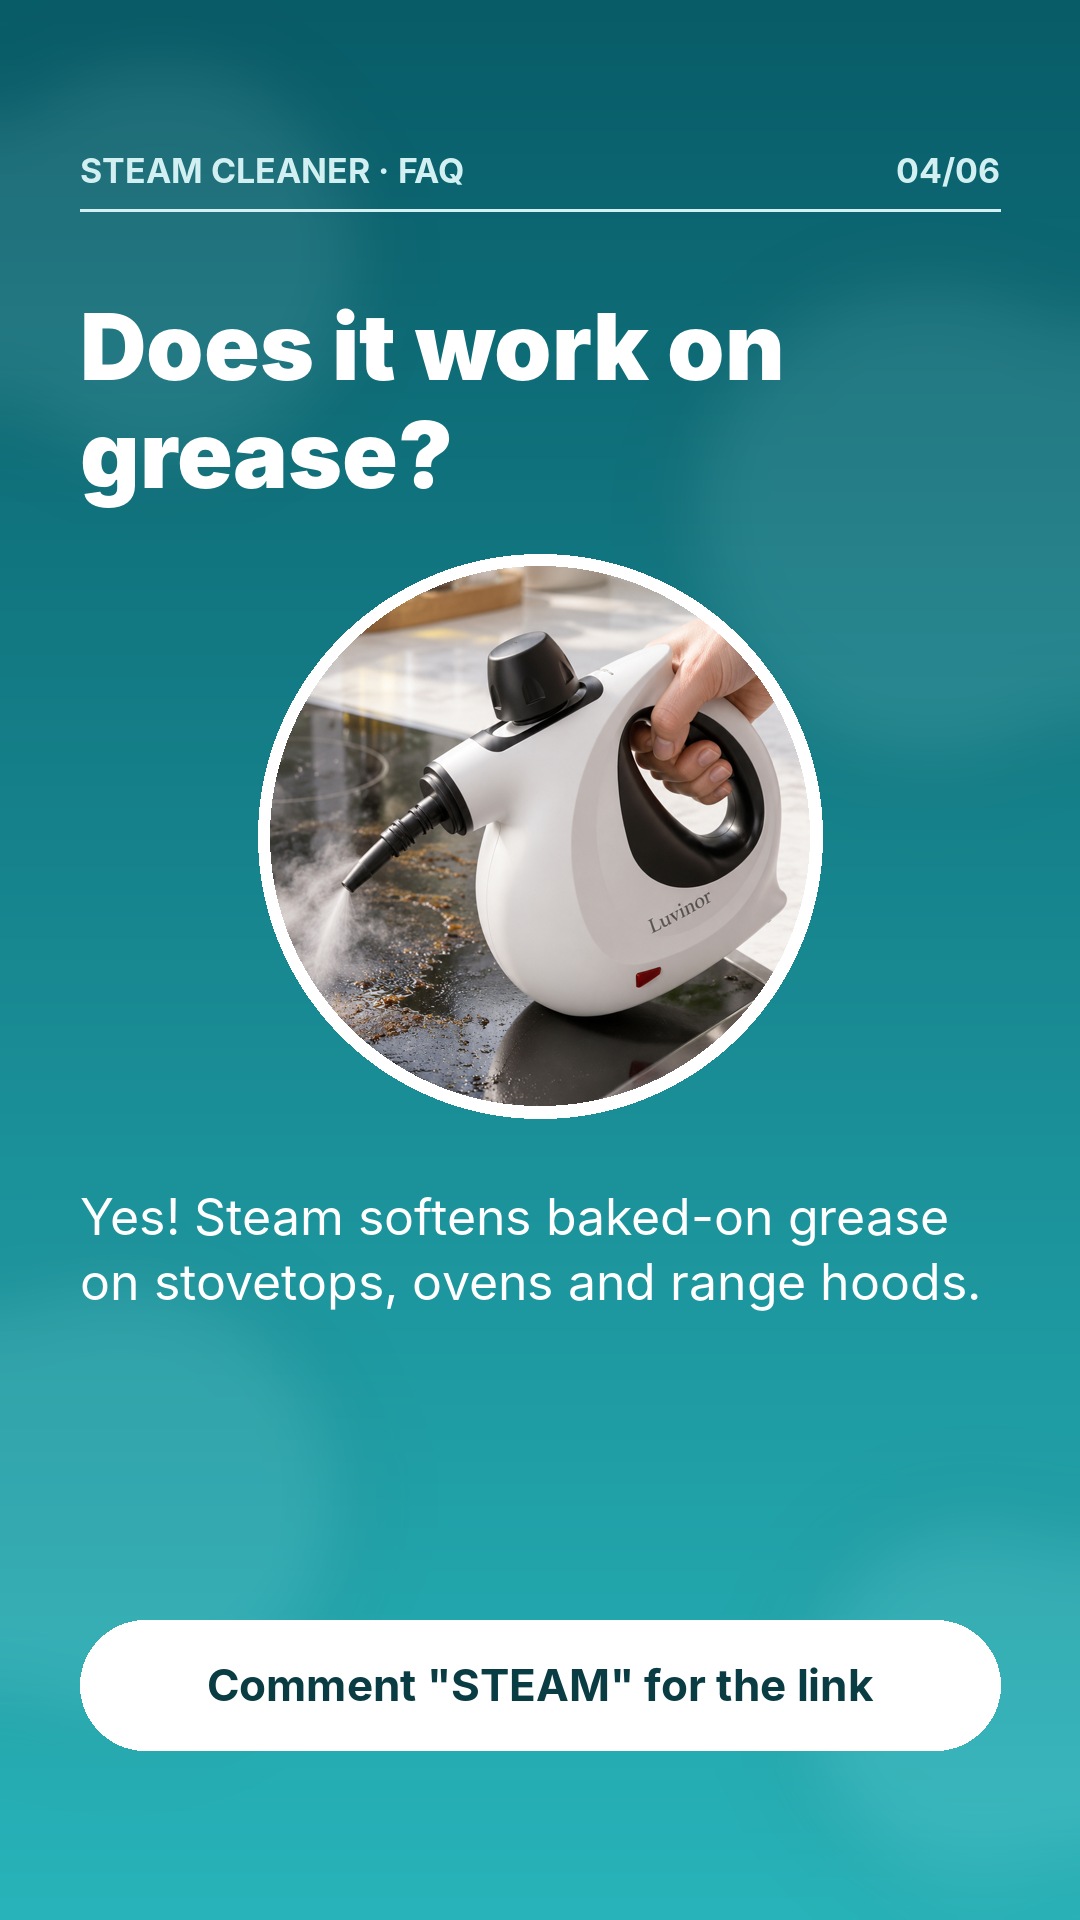 STEAM CLEANER · FAQ
04/06
Does it work on
grease?
Luvinor
Yes! Steam softens baked-on grease
on stovetops, ovens and range hoods.
Comment "STEAM" for the link